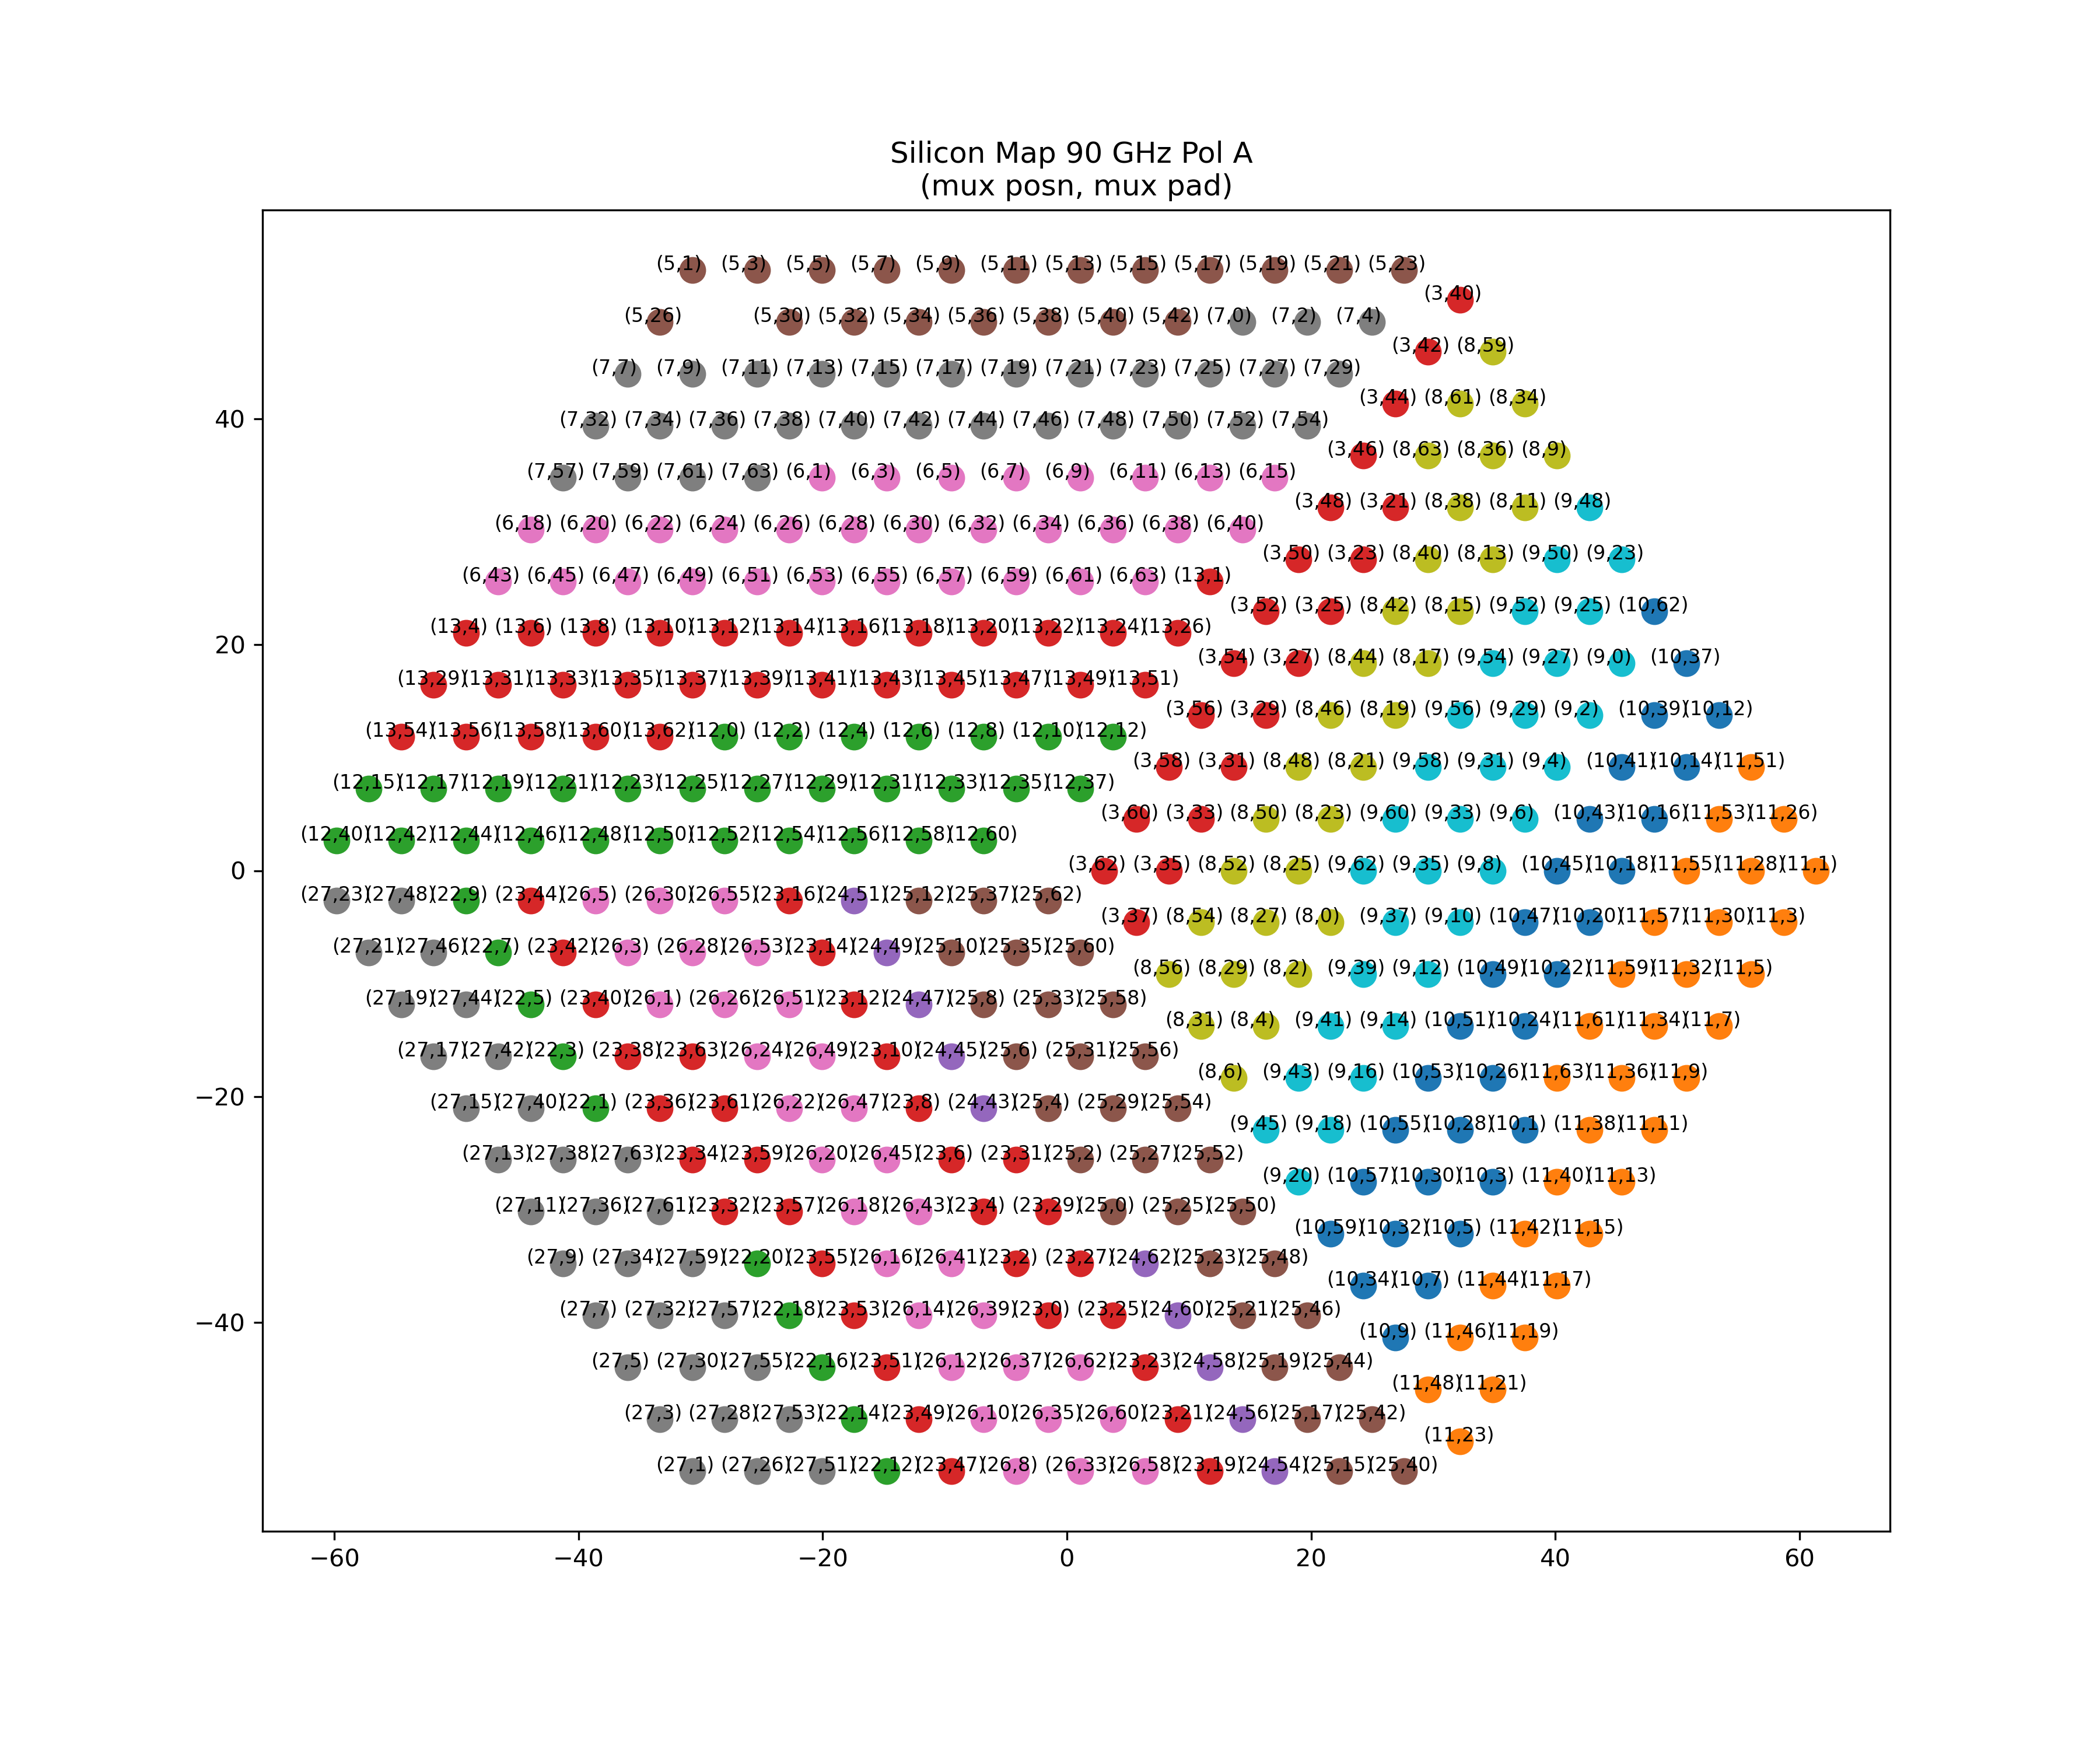 Silicon Map 90 GHz Pol A
(mux posn, mux pad)
(5,1) (5,3) (5,5) (5,7) (5,9) (5,11) (5,13) (5,15) (5,17) (5,19) (5,21) (5,23)
(3,40)
(5,26) (5,30) (5,32) (5,34) (5,36) (5,38) (5,40) (5,42) (7,0) (7,2) (7,4)
(3,42) (8,59)
(7,7) (7,9) (7,11) (7,13) (7,15) (7,17) (7,19) (7,21) (7,23) (7,25) (7,27) (7,29)
(3,44) (8,61) (8,34)
40
(7,32) (7,34) (7,36) (7,38) (7,40) (7,42) (7,44) (7,46) (7,48) (7,50) (7,52) (7,54)
(3,46) (8,63) (8,36) (8,9)
(7,57) (7,59) (7,61) (7,63) (6,1) (6,3) (6,5) (6,7) (6,9) (6,11) (6,13) (6,15)
(3,48) (3,21) (8,38) (8,11) (9,48)
(6,18) (6,20) (6,22) (6,24) (6,26) (6,28) (6,30) (6,32) (6,34) (6,36) (6,38) (6,40)
(3,50) (3,23) (8,40) (8,13) (9,50) (9,23)
(6,43) (6,45) (6,47) (6,49) (6,51) (6,53) (6,55) (6,57) (6,59) (6,61) (6,63) (13,1)
(3,52) (3,25) (8,42) (8,15) (9,52) (9,25) (10,62)
20
(13,4) (13,6) (13,8) (13,10) (13,12) (13,14) (13,16) (13,18) (13,20) (13,22) (13,24) (13,26)
(3,54) (3,27) (8,44) (8,17) (9,54) (9,27) (9,0) (10,37)
(13,29) (13,31) (13,33) (13,35) (13,37) (13,39) (13,41) (13,43) (13,45) (13,47) (13,49) (13,51)
(3,56) (3,29) (8,46) (8,19) (9,56) (9,29) (9,2) (10,39) (10,12)
(13,54) (13,56) (13,58) (13,60) (13,62) (12,0) (12,2) (12,4) (12,6) (12,8) (12,10) (12,12)
(3,58) (3,31) (8,48) (8,21) (9,58) (9,31) (9,4) (10,41) (10,14) (11,51)
(12,15) (12,17) (12,19) (12,21) (12,23) (12,25) (12,27) (12,29) (12,31) (12,33) (12,35) (12,37)
(3,60) (3,33) (8,50) (8,23) (9,60) (9,33) (9,6) (10,43) (10,16) (11,53) (11,26)
(12,40) (12,42) (12,44) (12,46) (12,48) (12,50) (12,52) (12,54) (12,56) (12,58) (12,60)
0
(3,62) (3,35) (8,52) (8,25) (9,62) (9,35) (9,8) (10,45) (10,18) (11,55) (11,28) (11,1)
(27,23) (27,48) (22,9) (23,44) (26,5) (26,30) (26,55) (23,16) (24,51) (25,12) (25,37) (25,62)
(3,37) (8,54) (8,27) (8,0) (9,37) (9,10) (10,47) (10,20) (11,57) (11,30) (11,3)
(27,21) (27,46) (22,7) (23,42) (26,3) (26,28) (26,53) (23,14) (24,49) (25,10) (25,35) (25,60)
(8,56) (8,29) (8,2) (9,39) (9,12) (10,49) (10,22) (11,59) (11,32) (11,5)
(27,19) (27,44) (22,5) (23,40) (26,1) (26,26) (26,51) (23,12) (24,47) (25,8) (25,33) (25,58)
(8,31) (8,4) (9,41) (9,14) (10,51) (10,24) (11,61) (11,34) (11,7)
(27,17) (27,42) (22,3) (23,38) (23,63) (26,24) (26,49) (23,10) (24,45) (25,6) (25,31) (25,56)
(8,6) (9,43) (9,16) (10,53) (10,26) (11,63) (11,36) (11,9)
−20
(27,15) (27,40) (22,1) (23,36) (23,61) (26,22) (26,47) (23,8) (24,43) (25,4) (25,29) (25,54)
(9,45) (9,18) (10,55) (10,28) (10,1) (11,38) (11,11)
(27,13) (27,38) (27,63) (23,34) (23,59) (26,20) (26,45) (23,6) (23,31) (25,2) (25,27) (25,52)
(9,20) (10,57) (10,30) (10,3) (11,40) (11,13)
(27,11) (27,36) (27,61) (23,32) (23,57) (26,18) (26,43) (23,4) (23,29) (25,0) (25,25) (25,50)
(10,59) (10,32) (10,5) (11,42) (11,15)
(27,9) (27,34) (27,59) (22,20) (23,55) (26,16) (26,41) (23,2) (23,27) (24,62) (25,23) (25,48)
(10,34) (10,7) (11,44) (11,17)
(27,7) (27,32) (27,57) (22,18) (23,53) (26,14) (26,39) (23,0) (23,25) (24,60) (25,21) (25,46)
−40
(10,9) (11,46) (11,19)
(27,5) (27,30) (27,55) (22,16) (23,51) (26,12) (26,37) (26,62) (23,23) (24,58) (25,19) (25,44)
(11,48) (11,21)
(27,3) (27,28) (27,53) (22,14) (23,49) (26,10) (26,35) (26,60) (23,21) (24,56) (25,17) (25,42)
(11,23)
(27,1) (27,26) (27,51) (22,12) (23,47) (26,8) (26,33) (26,58) (23,19) (24,54) (25,15) (25,40)
−60 −40 −20 0 20 40 60